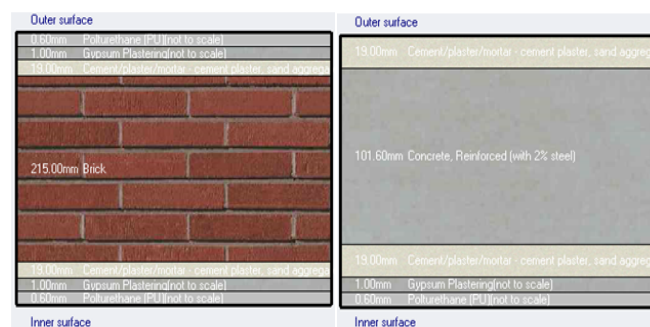 Outer surface
0.60mm Polturethane (PU)(not to scale)
1.00mm Gypsum Plastering(not to scale)
19.00mm Cement/plaster/mortar - cement plaster, sand aggrega
215.00mm Brick
19.00mm Cement/plaster/mortar - cement plaster, sand aggrega
1.00mm Gypsum Plastering(not to scale)
0.60mm Polturethane (PU)(not to scale)
Inner surface
Outer surface
19.00mm Cement/plaster/mortar - cement plaster, sand aggreg
101.60mm Concrete, Reinforced (with 2% steel)
19.00mm Cement/plaster/mortar - cement plaster, sand aggreg
1.00mm Gypsum Plastering(not to scale)
0.60mm Polturethane (PU)(not to scale)
Inner surface